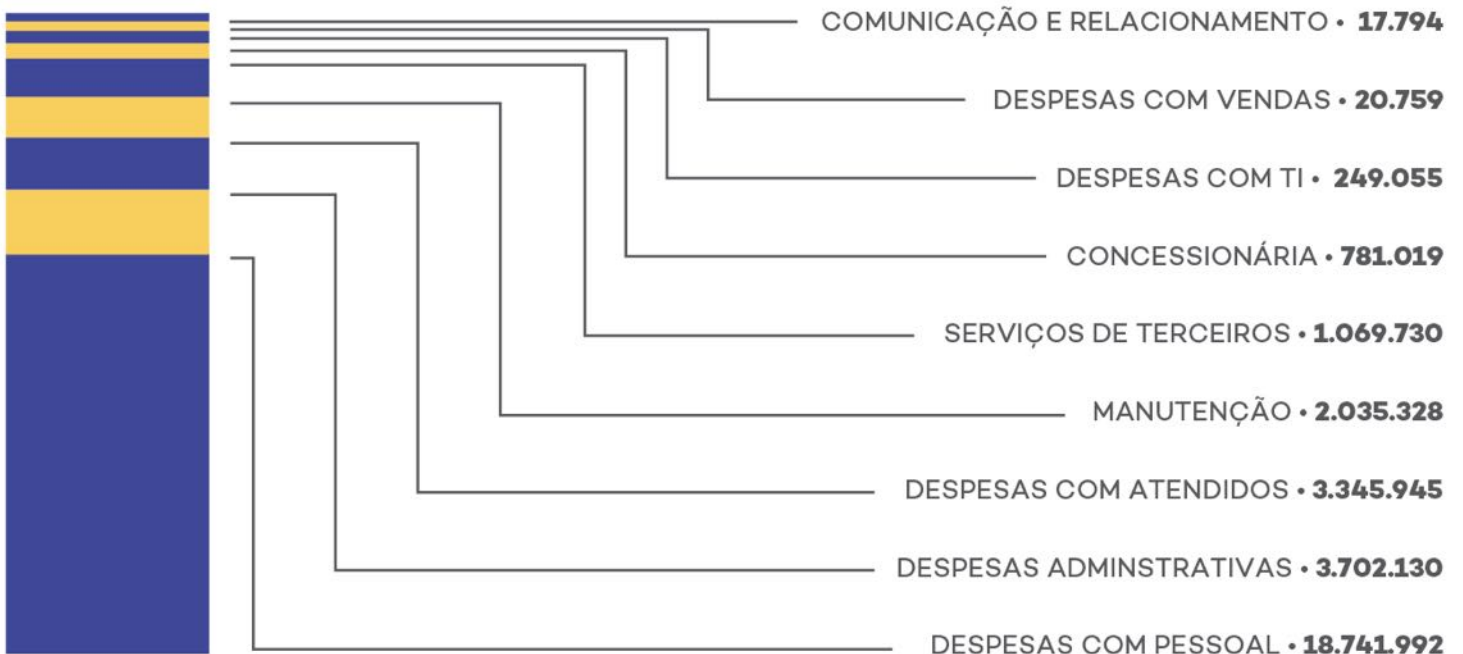 COMUNICAÇÃO E RELACIONAMENTO • 17.794
DESPESAS COM VENDAS • 20.759
DESPESAS COM TI • 249.055
CONCESSIONÁRIA • 781.019
SERVIÇOS DE TERCEIROS • 1.069.730
MANUTENÇÃO • 2.035.328
DESPESAS COM ATENDIDOS • 3.345.945
DESPESAS ADMINSTRATIVAS • 3.702.130
DESPESAS COM PESSOAL • 18.741.992